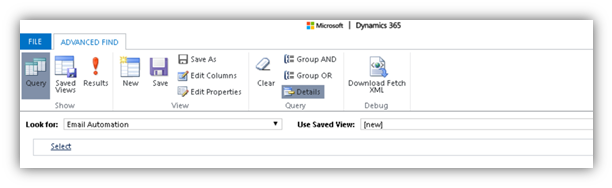 Microsoft | Dynamics 365
FILE ADVANCED FIND
Query Saved Views Results New Save Save As Edit Columns Edit Properties Clear Group AND Group OR Details Download Fetch XML
Show View Query Debug
Look for: Email Automation Use Saved View: [new]
Select